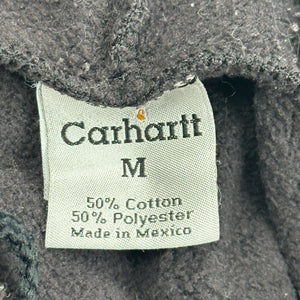 Carhartt
M
50% Cotton
50% Polyester
Made in Mexico